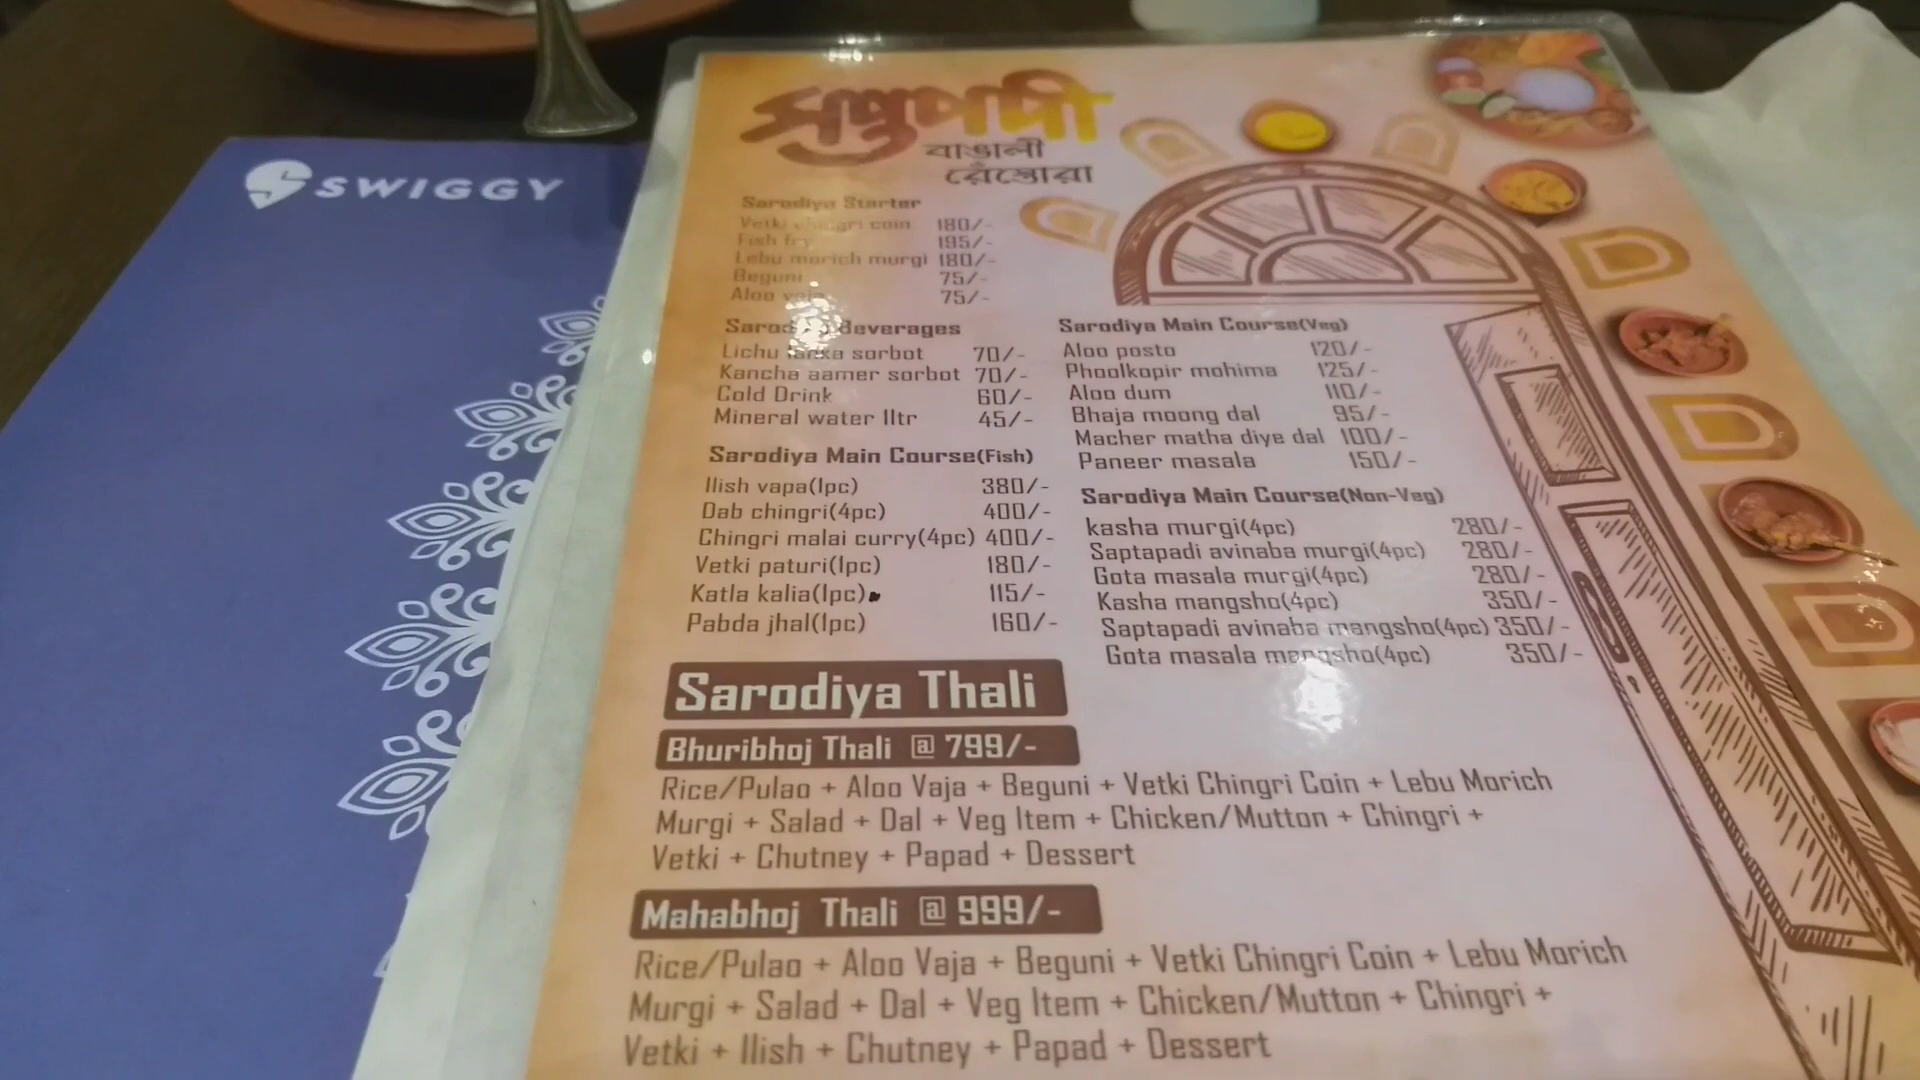 SWIGGY
সপ্তপদী
বাঙালী
রেঁস্তোরা
Sarodiya Starter
Vetki chingri coin 180/-
Fish fry 195/-
Lebu morich murgi 180/-
Beguni 75/-
Aloo vaja 75/-
Sarodiya Beverages
Lichu lanka sorbot 70/-
Kancha aamer sorbot 70/-
Cold Drink 60/-
Mineral water 1ltr 45/-
Sarodiya Main Course(Fish)
Ilish vapa(1pc) 380/-
Dab chingri(4pc) 400/-
Chingri malai curry(4pc) 400/-
Vetki paturi(1pc) 180/-
Katla kalia(1pc) 115/-
Pabda jhal(1pc) 160/-
Sarodiya Main Course(Veg)
Aloo posto 120/-
Phoolkopir mohima 125/-
Aloo dum 110/-
Bhaja moong dal 95/-
Macher matha diye dal 100/-
Paneer masala 150/-
Sarodiya Main Course(Non-Veg)
kasha murgi(4pc) 280/-
Saptapadi avinaba murgi(4pc) 280/-
Gota masala murgi(4pc) 280/-
Kasha mangsho(4pc) 350/-
Saptapadi avinaba mangsho(4pc) 350/-
Gota masala mangsho(4pc) 350/-
Sarodiya Thali
Bhuribhoj Thali @ 799/-
Rice/Pulao + Aloo Vaja + Beguni + Vetki Chingri Coin + Lebu Morich
Murgi + Salad + Dal + Veg Item + Chicken/Mutton + Chingri +
Vetki + Chutney + Papad + Dessert
Mahabhoj Thali @ 999/-
Rice/Pulao + Aloo Vaja + Beguni + Vetki Chingri Coin + Lebu Morich
Murgi + Salad + Dal + Veg Item + Chicken/Mutton + Chingri +
Vetki + Ilish + Chutney + Papad + Dessert